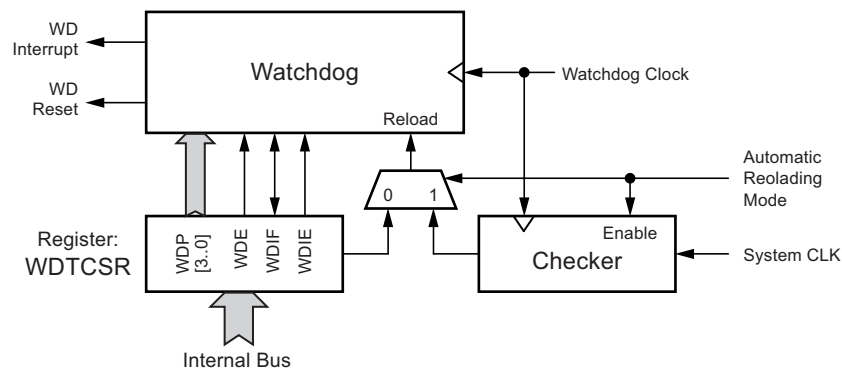 WD
Interrupt
Watchdog
WD
Reset
Watchdog Clock
Reload
Automatic
Reolading
Mode
0 1
Register:
WDTCSR
WDP
[3..0]
WDE
WDIF
WDIE
Enable
Checker
System CLK
Internal Bus